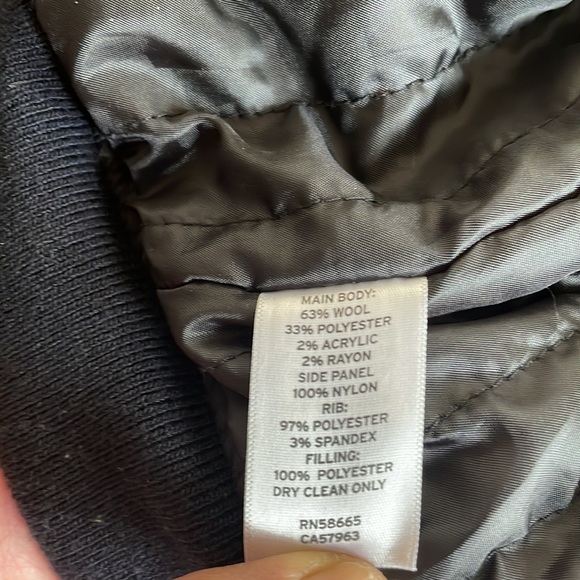 MAIN BODY:
63% WOOL
33% POLYESTER
2% ACRYLIC
2% RAYON
SIDE PANEL
100% NYLON
RIB:
97% POLYESTER
3% SPANDEX
FILLING:
100% POLYESTER
DRY CLEAN ONLY
RN58665
CA57963